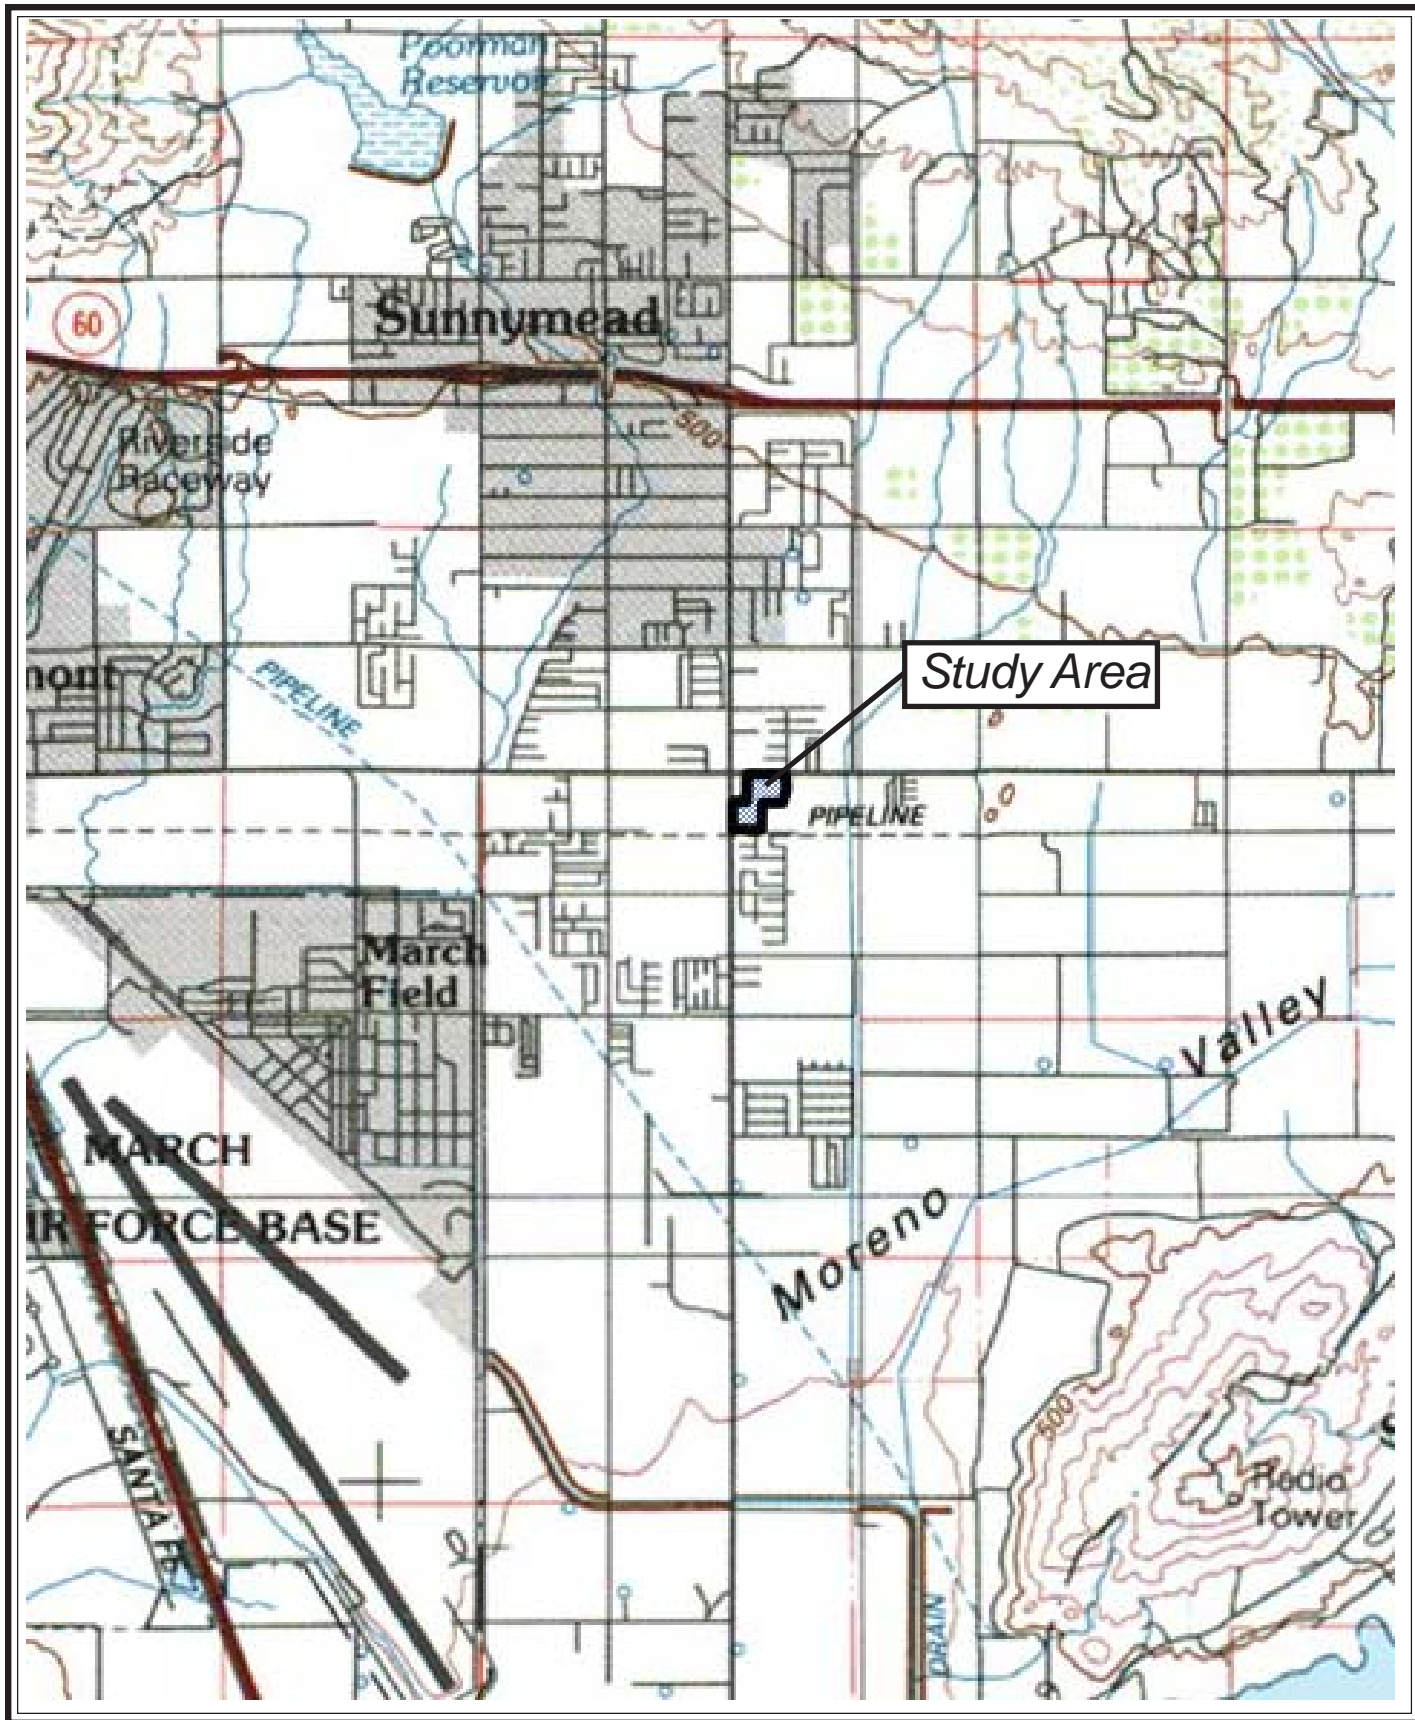 Poorman
Reservoir
Sunnymead
60
500
Riverside
Raceway
Study Area
mont
PIPELINE
PIPELINE
March
Field
Valley
MARCH
Moreno
IR FORCE BASE
500
S
SANTA FE
Radio
Tower
DRAIN